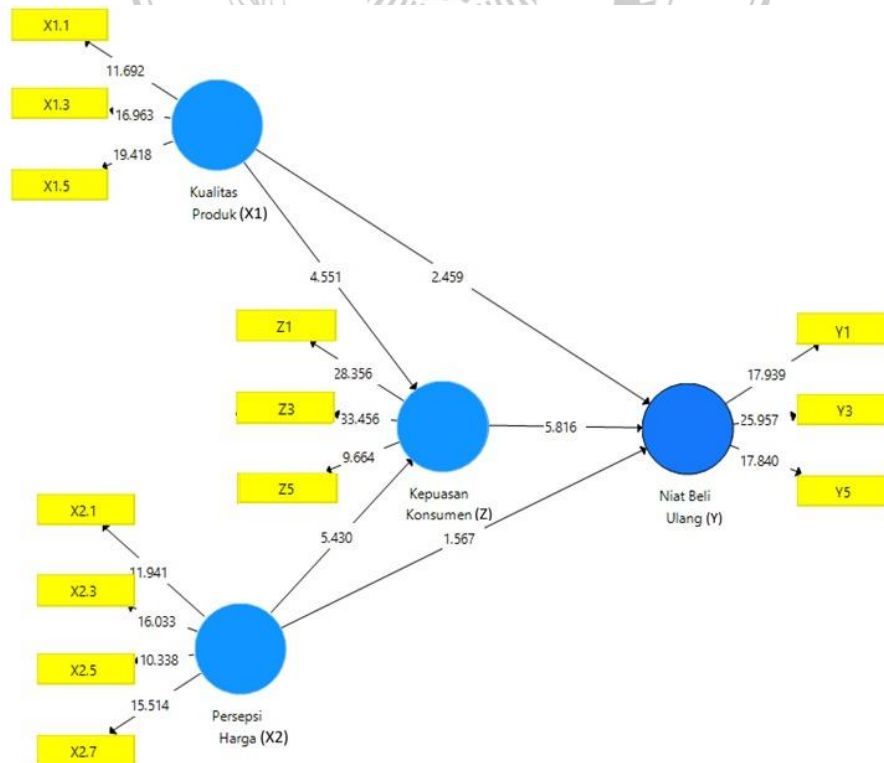 X1.1
11.692
X1.3
16.963
19.418
X1.5
Kualitas
Produk (X1)
4.551
2.459
Z1
28.356
Z3
33.456
9.664
Z5
Kepuasan
Konsumen (Z)
5.816
Y1
17.939
Y3
25.957
17.840
Y5
Niat Beli
Ulang (Y)
5.430
1.567
X2.1
11.941
X2.3
16.033
X2.5
10.338
15.514
X2.7
Persepsi
Harga (X2)